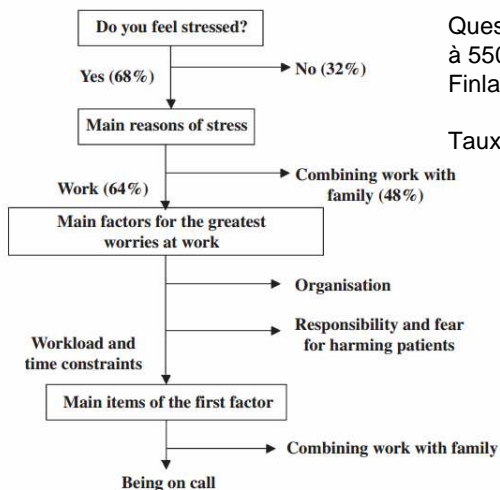 Do you feel stressed?
Yes (68%)
No (32%)
Main reasons of stress
Work (64%)
Combining work with
family (48%)
Main factors for the greatest
worries at work
Organisation
Responsibility and fear
for harming patients
Workload and
time constraints
Main items of the first factor
Combining work with family
Being on call
à 550
Taux